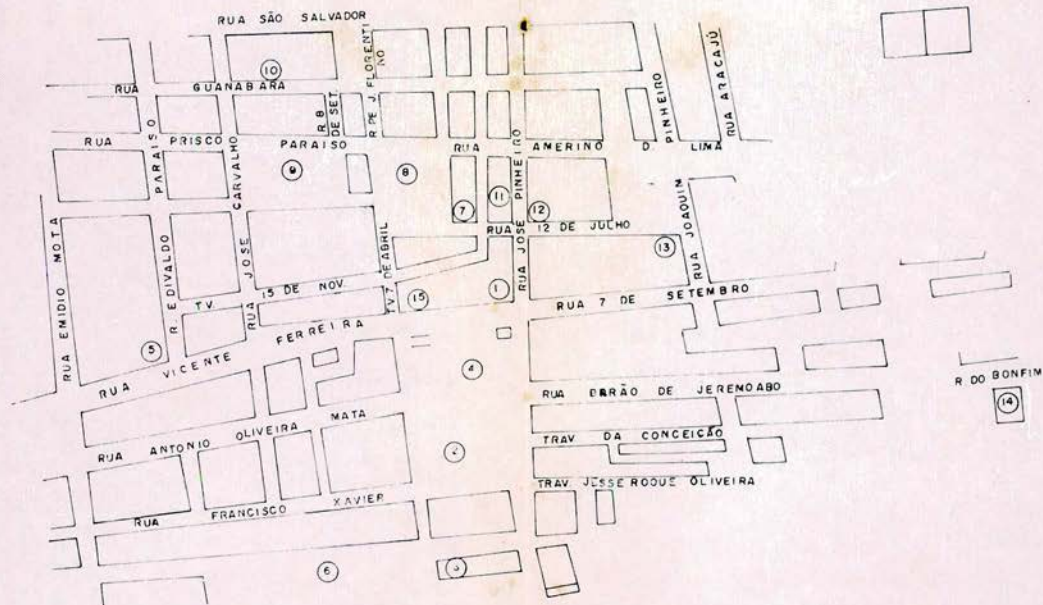 RUA SÃO SALVADOR
R PE J. FLORENTINO
RUA ARACAJÚ
PINHEIRO
10
RUA GUANABARA
R. 8 DE SET.
RUA PRISCO PARAISO
RUA AMERINO D. LIMA
PARAISO
CARVALHO
9
8
RUA JOSE PINHEIRO
11
7
12
RUA 12 DE JULHO
13
RUA JOAQUIM
RUA EMIDIO MOTA
R. EDIVALDO
RUA JOSE
TV. 7 DE ABRIL
TV. 15 DE NOV.
15
1
RUA 7 DE SETEMBRO
5
RUA VICENTE FERREIRA
4
RUA BARÃO DE JEREMOABO
R. DO BONFIM
14
RUA ANTONIO OLIVEIRA MATA
TRAV DA CONCEIÇÃO
2
TRAV. JESSE ROQUE OLIVEIRA
RUA FRANCISCO XAVIER
6
3